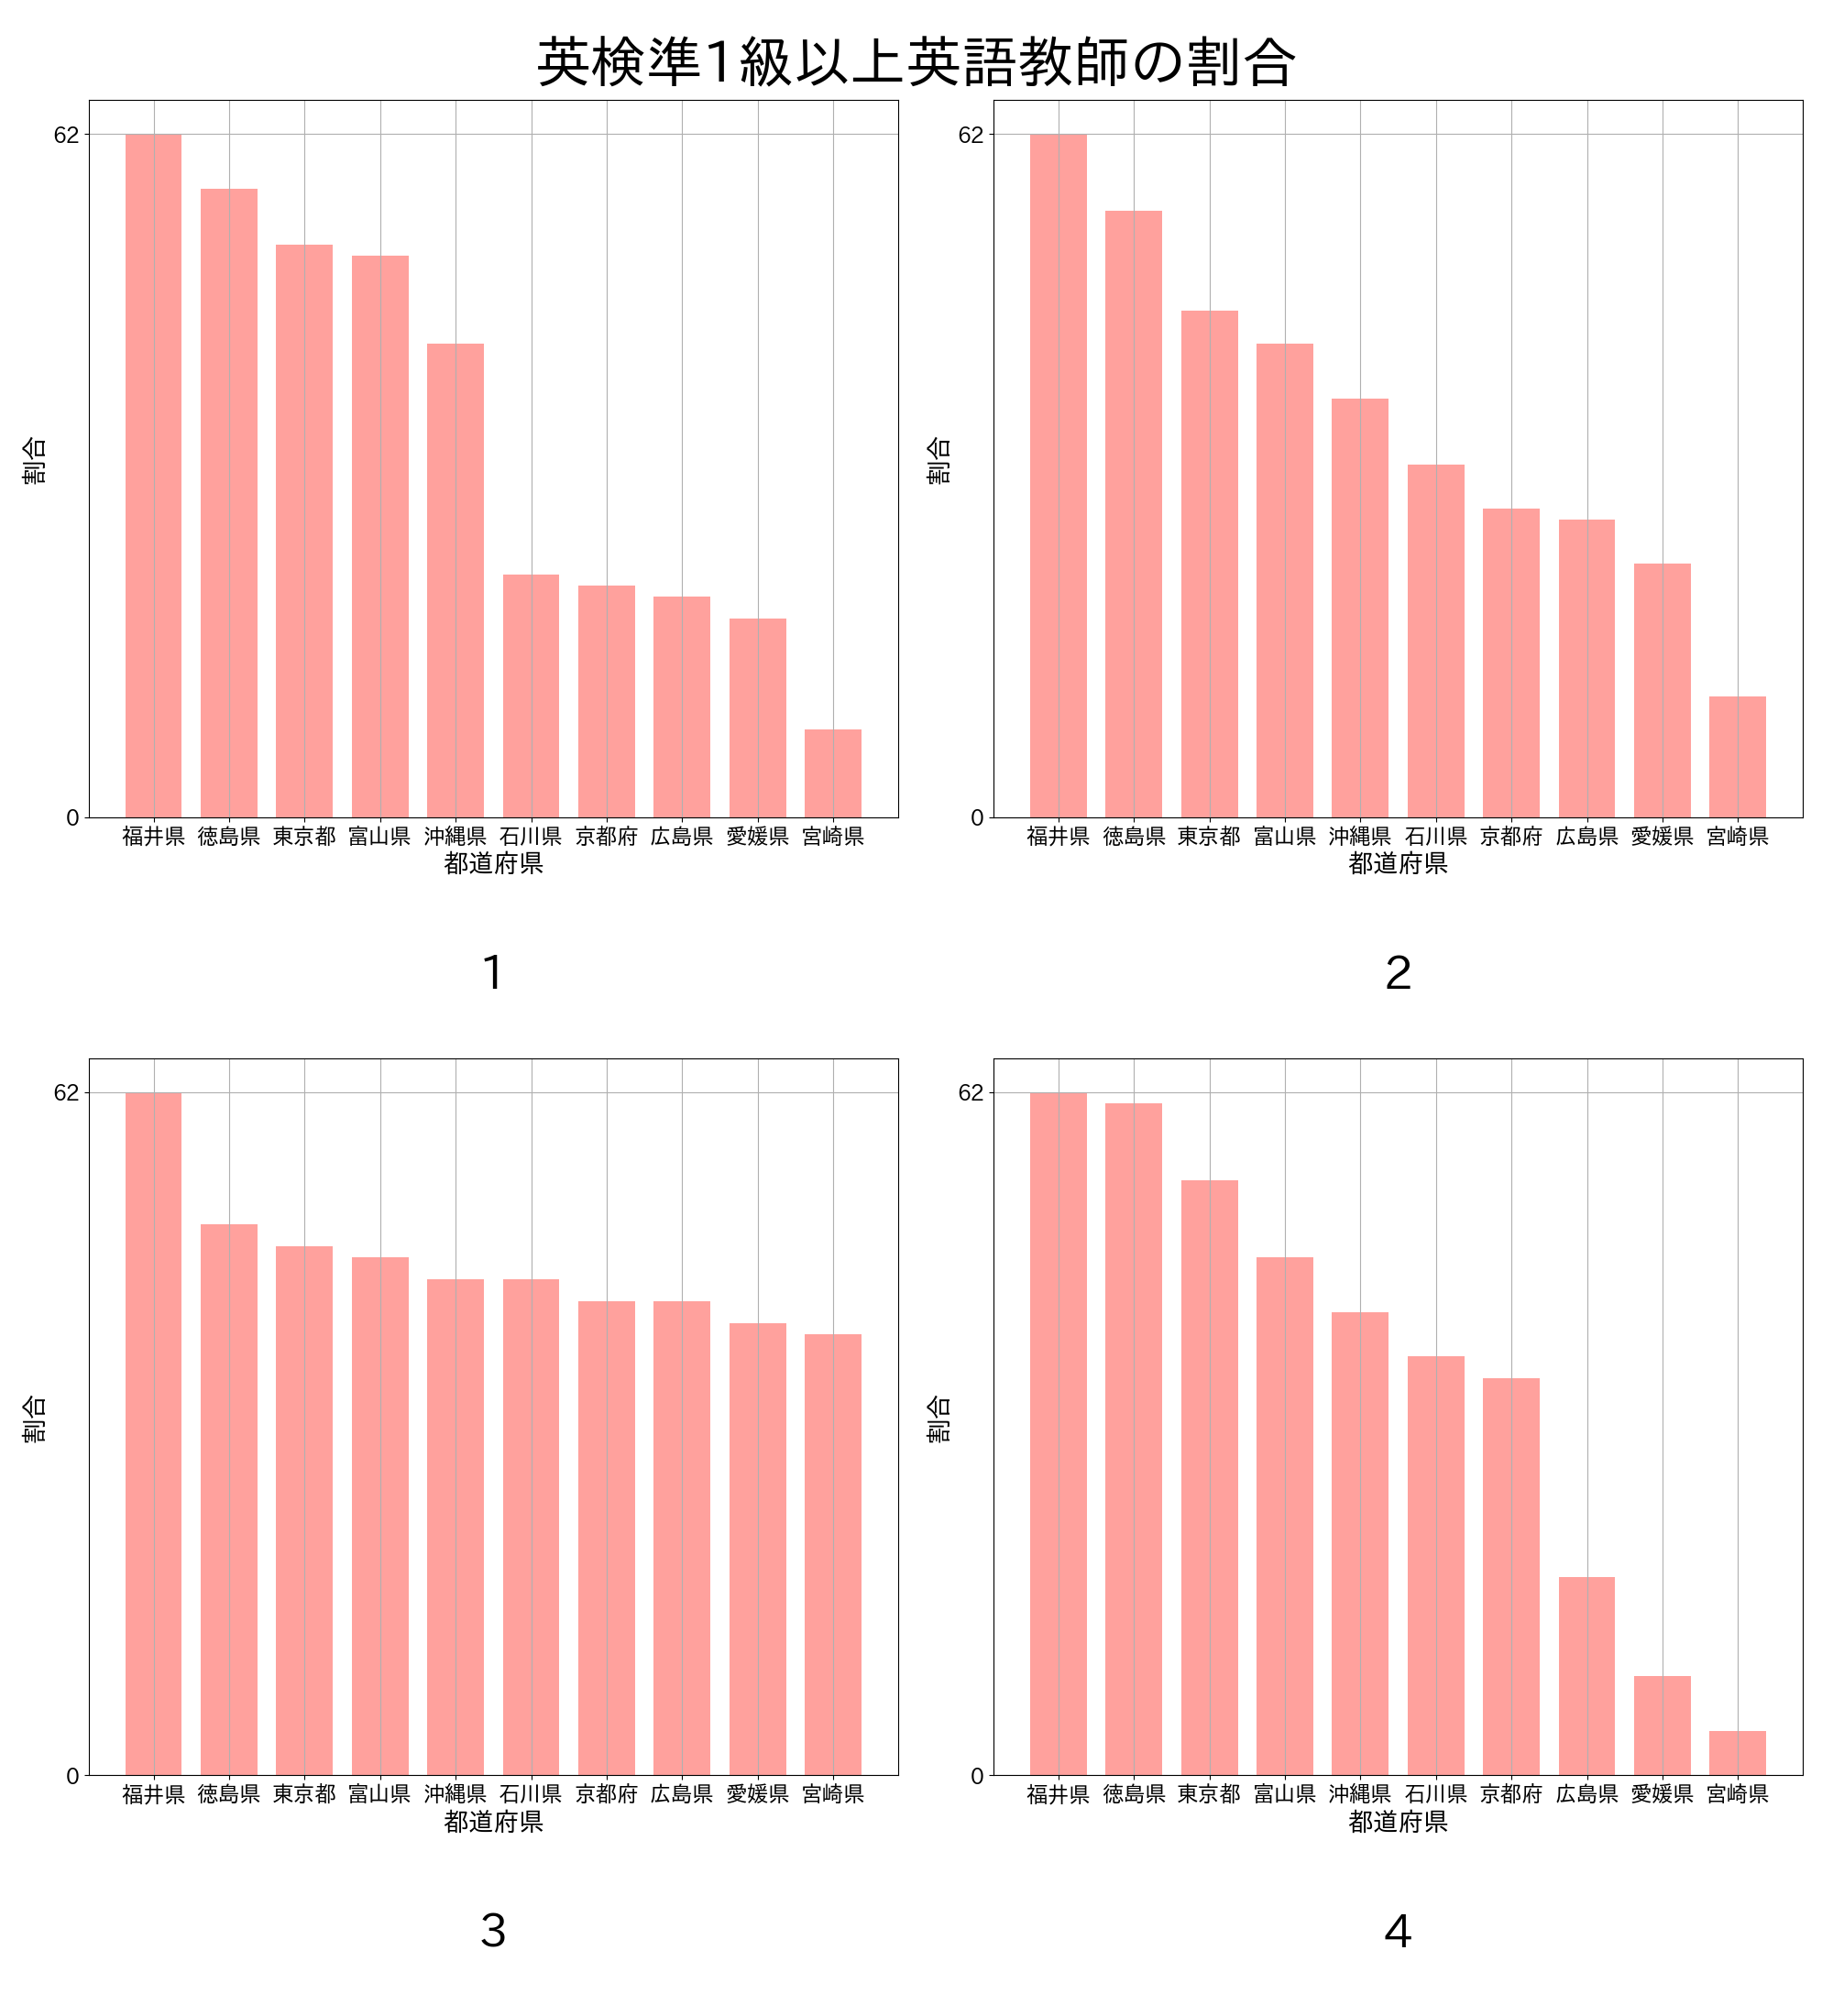 英検準1級以上英語教師の割合
62
0
割合
福井県 徳島県 東京都 富山県 沖縄県 石川県 京都府 広島県 愛媛県 宮崎県
都道府県
1
62
0
割合
福井県 徳島県 東京都 富山県 沖縄県 石川県 京都府 広島県 愛媛県 宮崎県
都道府県
2
62
0
割合
福井県 徳島県 東京都 富山県 沖縄県 石川県 京都府 広島県 愛媛県 宮崎県
都道府県
3
62
0
割合
福井県 徳島県 東京都 富山県 沖縄県 石川県 京都府 広島県 愛媛県 宮崎県
都道府県
4